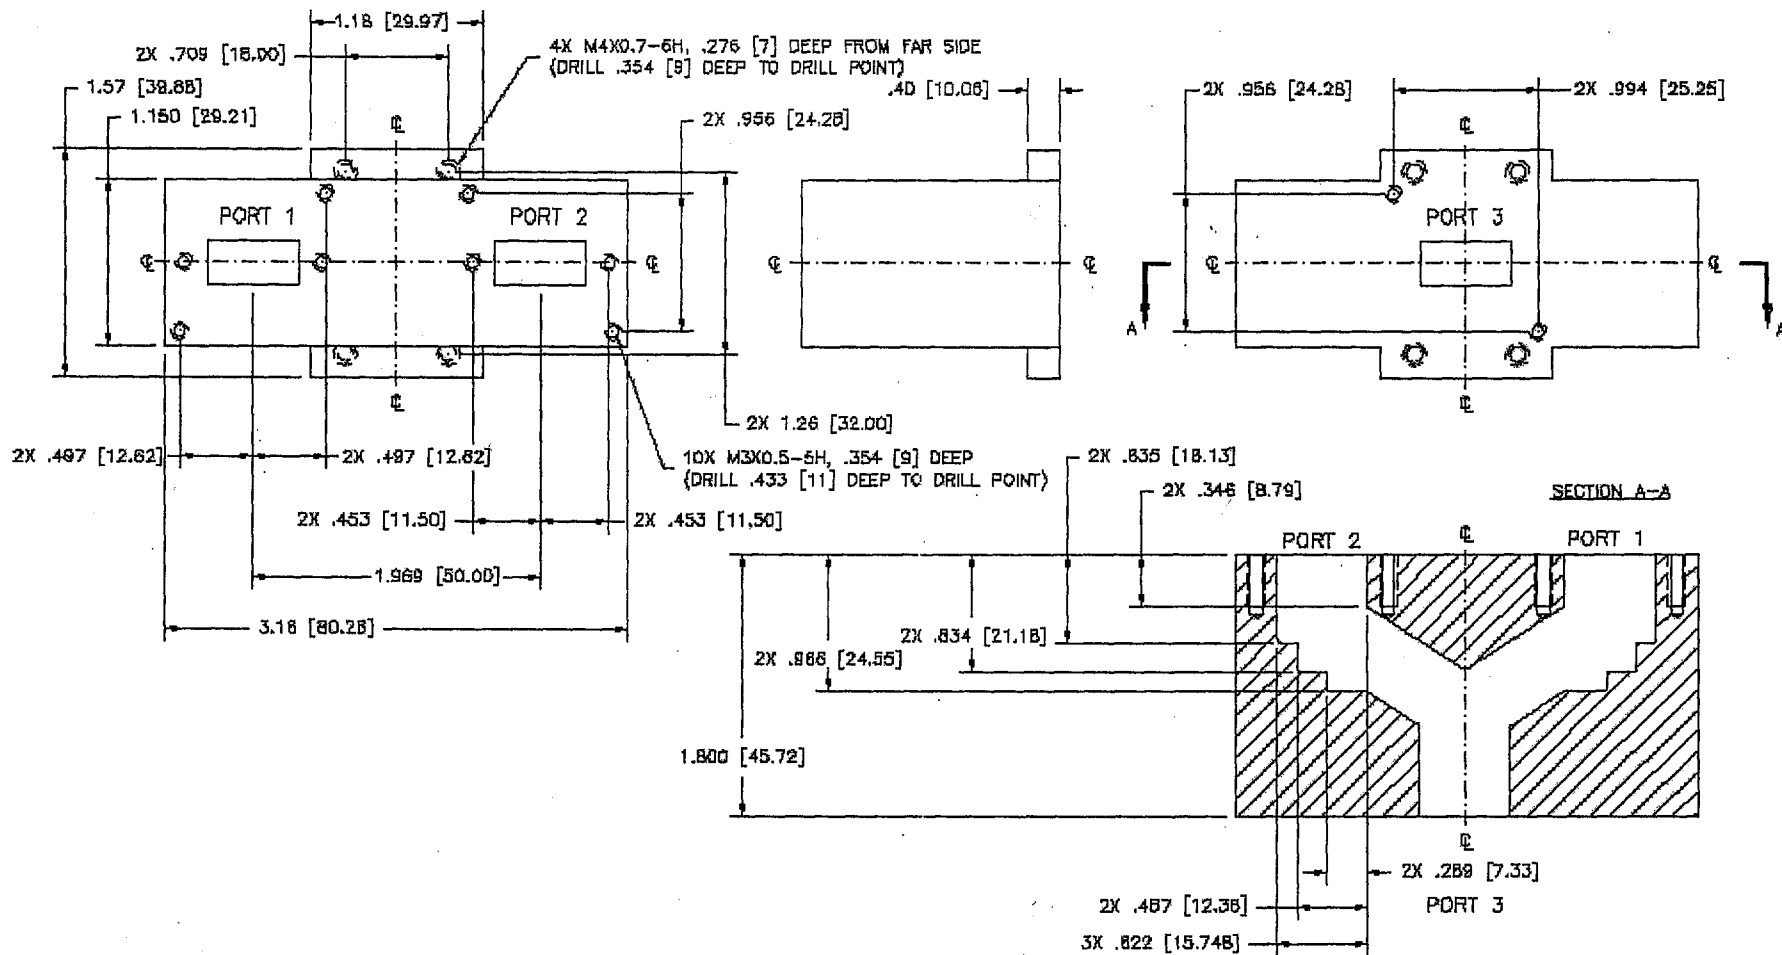 1.18 [29.97]
2X .709 [18.00]
4X M4X0.7-6H, .276 [7] DEEP FROM FAR SIDE
(DRILL .354 [9] DEEP TO DRILL POINT)
1.57 [39.88]
1.150 [29.21]
2X .956 [24.28]
.40 [10.06]
2X .956 [24.28]
2X .994 [25.25]
PORT 1
PORT 2
PORT 3
A
A
2X 1.26 [32.00]
2X .497 [12.62]
2X .497 [12.62]
10X M3X0.5-6H, .354 [9] DEEP
(DRILL .433 [11] DEEP TO DRILL POINT)
2X .453 [11.50]
2X .453 [11.50]
1.969 [50.00]
3.16 [80.26]
2X .635 [16.13]
2X .346 [8.79]
SECTION A-A
PORT 2
PORT 1
2X .834 [21.18]
2X .966 [24.55]
1.800 [45.72]
2X .289 [7.33]
2X .487 [12.36]
PORT 3
3X .622 [15.748]